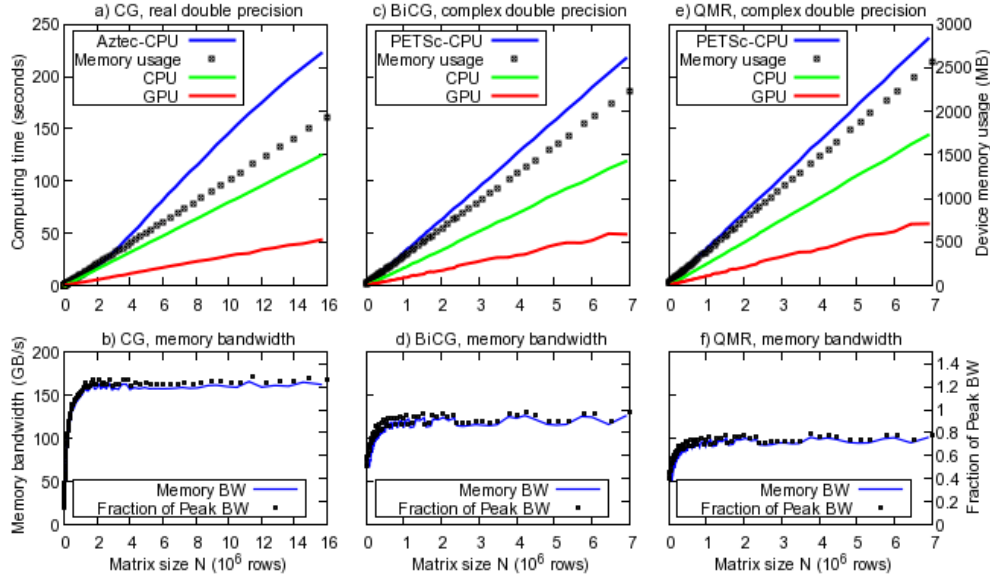 a) CG, real double precision
c) BiCG, complex double precision
e) QMR, complex double precision
250
200
150
100
50
0
Computing time (seconds)
Aztec-CPU
Memory usage
CPU
GPU
0 2 4 6 8 10 12 14 16
PETSc-CPU
Memory usage
CPU
GPU
0 1 2 3 4 5 6 7
PETSc-CPU
Memory usage
CPU
GPU
0 1 2 3 4 5 6 7
3000
2500
2000
1500
1000
500
0
Device memory usage (MB)
b) CG, memory bandwidth
d) BiCG, memory bandwidth
f) QMR, memory bandwidth
200
150
100
50
0
Memory bandwidth (GB/s)
Memory BW
Fraction of Peak BW
0 2 4 6 8 10 12 14 16
Matrix size N (10⁶ rows)
Memory BW
Fraction of Peak BW
0 1 2 3 4 5 6 7
Matrix size N (10⁶ rows)
Memory BW
Fraction of Peak BW
0 1 2 3 4 5 6 7
Matrix size N (10⁶ rows)
1.4
1.2
1
0.8
0.6
0.4
0.2
0
Fraction of Peak BW